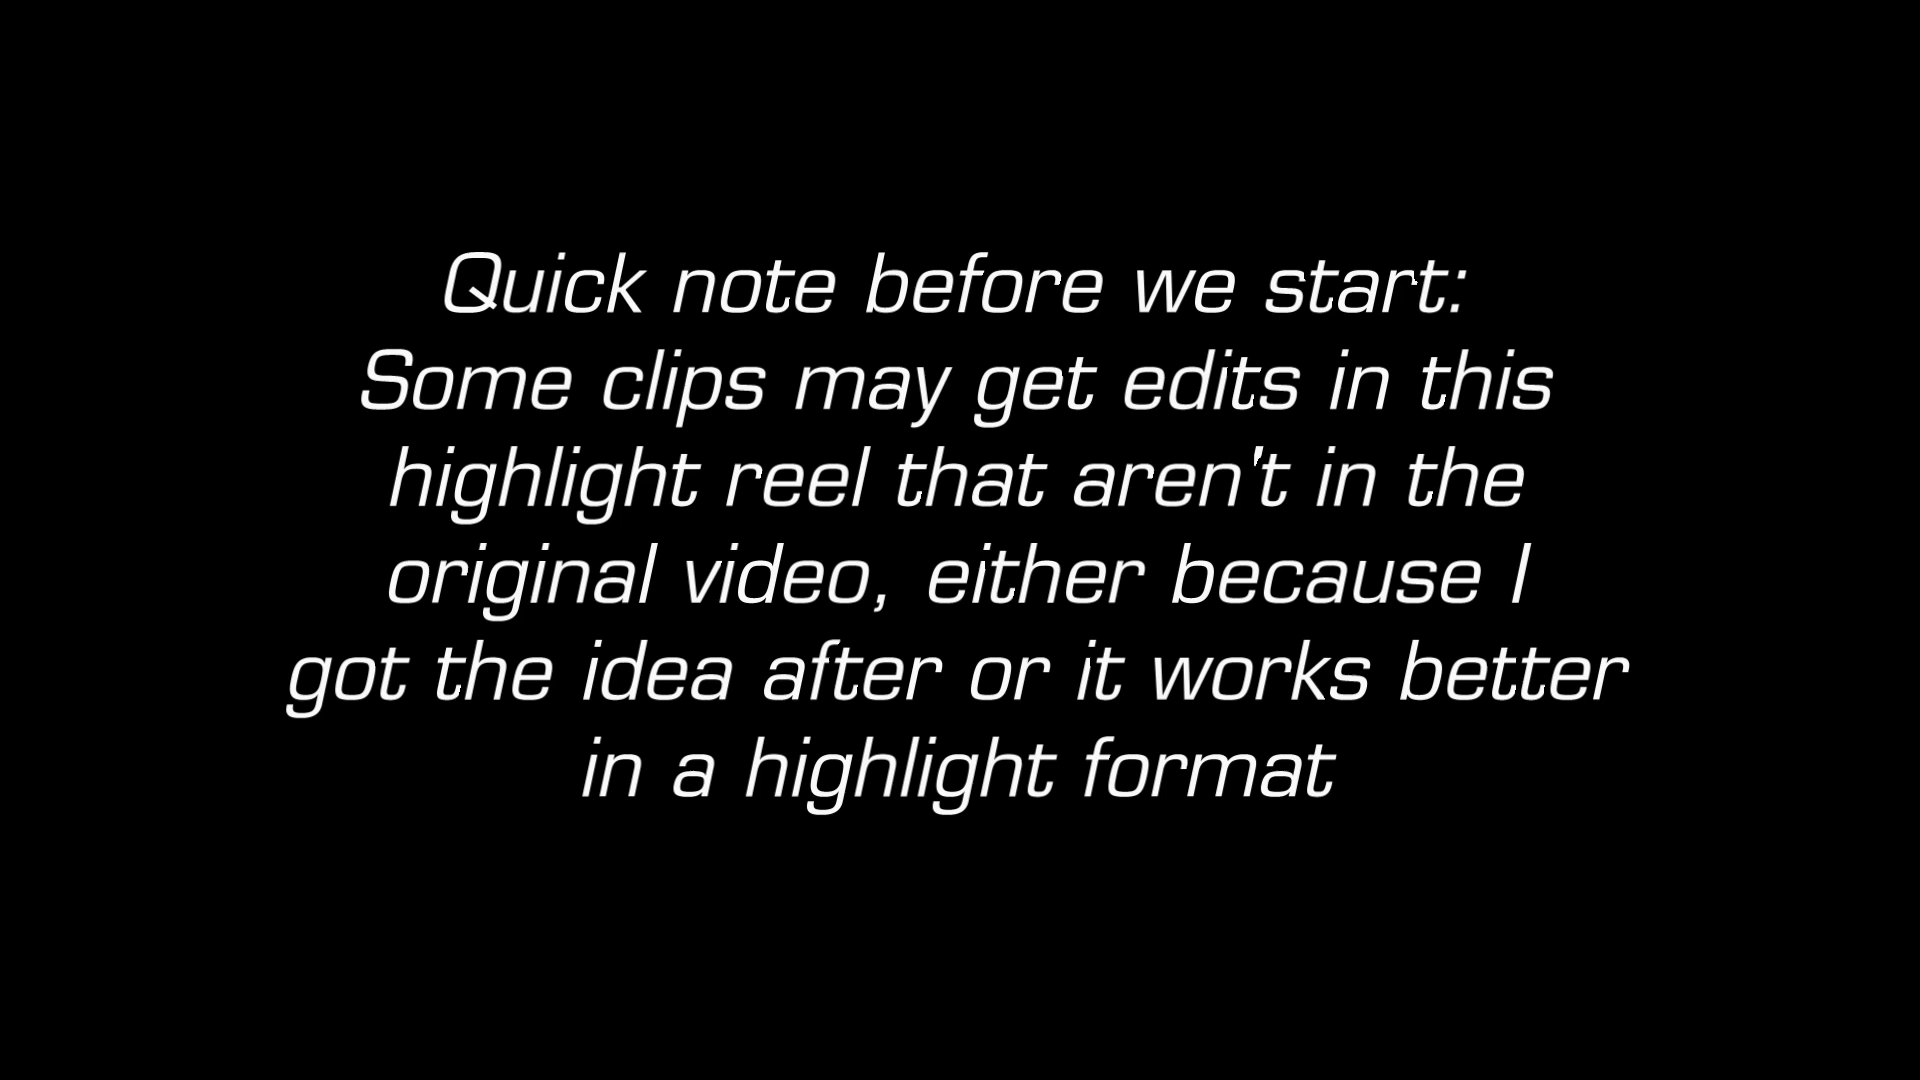 Quick note before we start:
Some clips may get edits in this
highlight reel that aren't in the
original video, either because I
got the idea after or it works better
in a highlight format